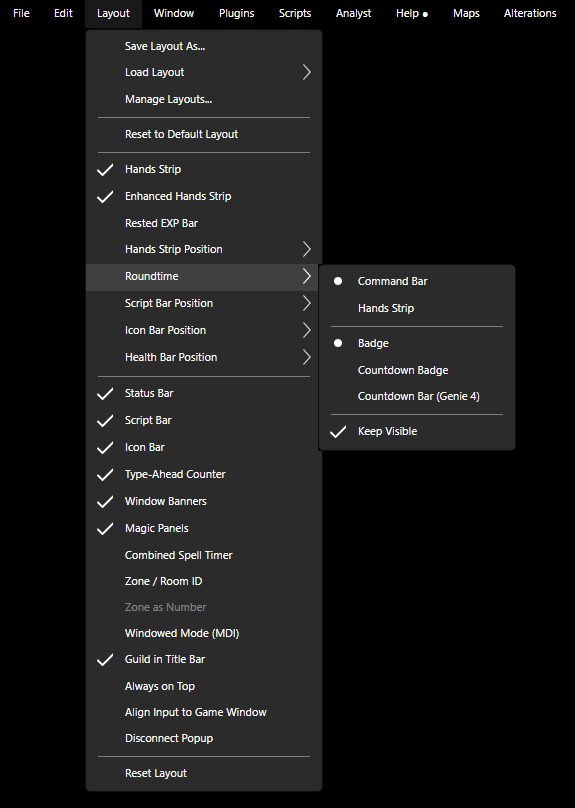 File Edit Layout Window Plugins Scripts Analyst Help Maps Alterations
Save Layout As...
Load Layout
Manage Layouts...
Reset to Default Layout
Hands Strip
Enhanced Hands Strip
Rested EXP Bar
Hands Strip Position
Roundtime
Script Bar Position
Icon Bar Position
Health Bar Position
Status Bar
Script Bar
Icon Bar
Type-Ahead Counter
Window Banners
Magic Panels
Combined Spell Timer
Zone / Room ID
Zone as Number
Windowed Mode (MDI)
Guild in Title Bar
Always on Top
Align Input to Game Window
Disconnect Popup
Reset Layout
Command Bar
Hands Strip
Badge
Countdown Badge
Countdown Bar (Genie 4)
Keep Visible